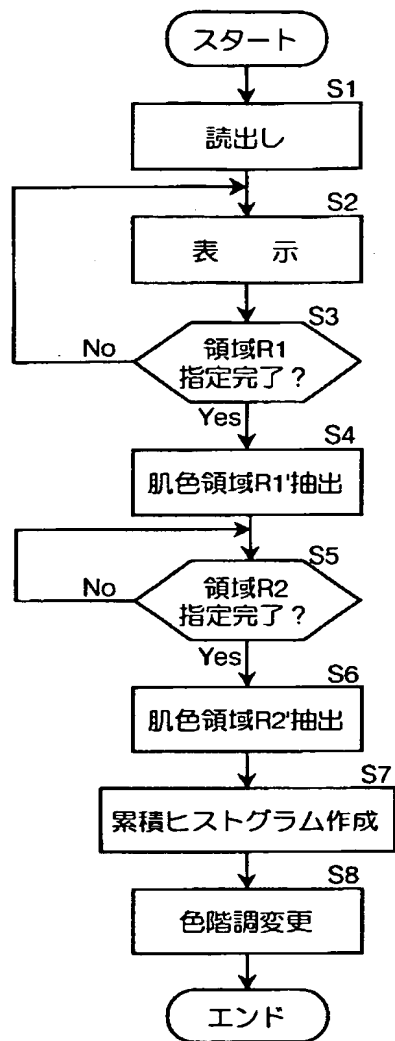 スタート
S1
読出し
S2
表 示
S3
領域R1
指定完了?
No
Yes
S4
肌色領域R1'抽出
S5
領域R2
指定完了?
No
Yes
S6
肌色領域R2'抽出
S7
累積ヒストグラム作成
S8
色階調変更
エンド